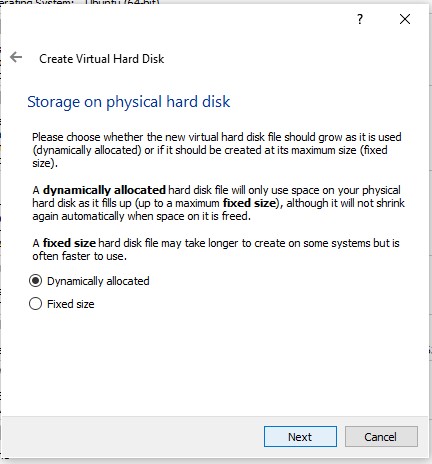 erating System: Ubuntu (64-bit)
?
Create Virtual Hard Disk
Storage on physical hard disk
Please choose whether the new virtual hard disk file should grow as it is used
(dynamically allocated) or if it should be created at its maximum size (fixed
size).
A dynamically allocated hard disk file will only use space on your physical
hard disk as it fills up (up to a maximum fixed size), although it will not shrink
again automatically when space on it is freed.
A fixed size hard disk file may take longer to create on some systems but is
often faster to use.
Dynamically allocated
Fixed size
Next
Cancel